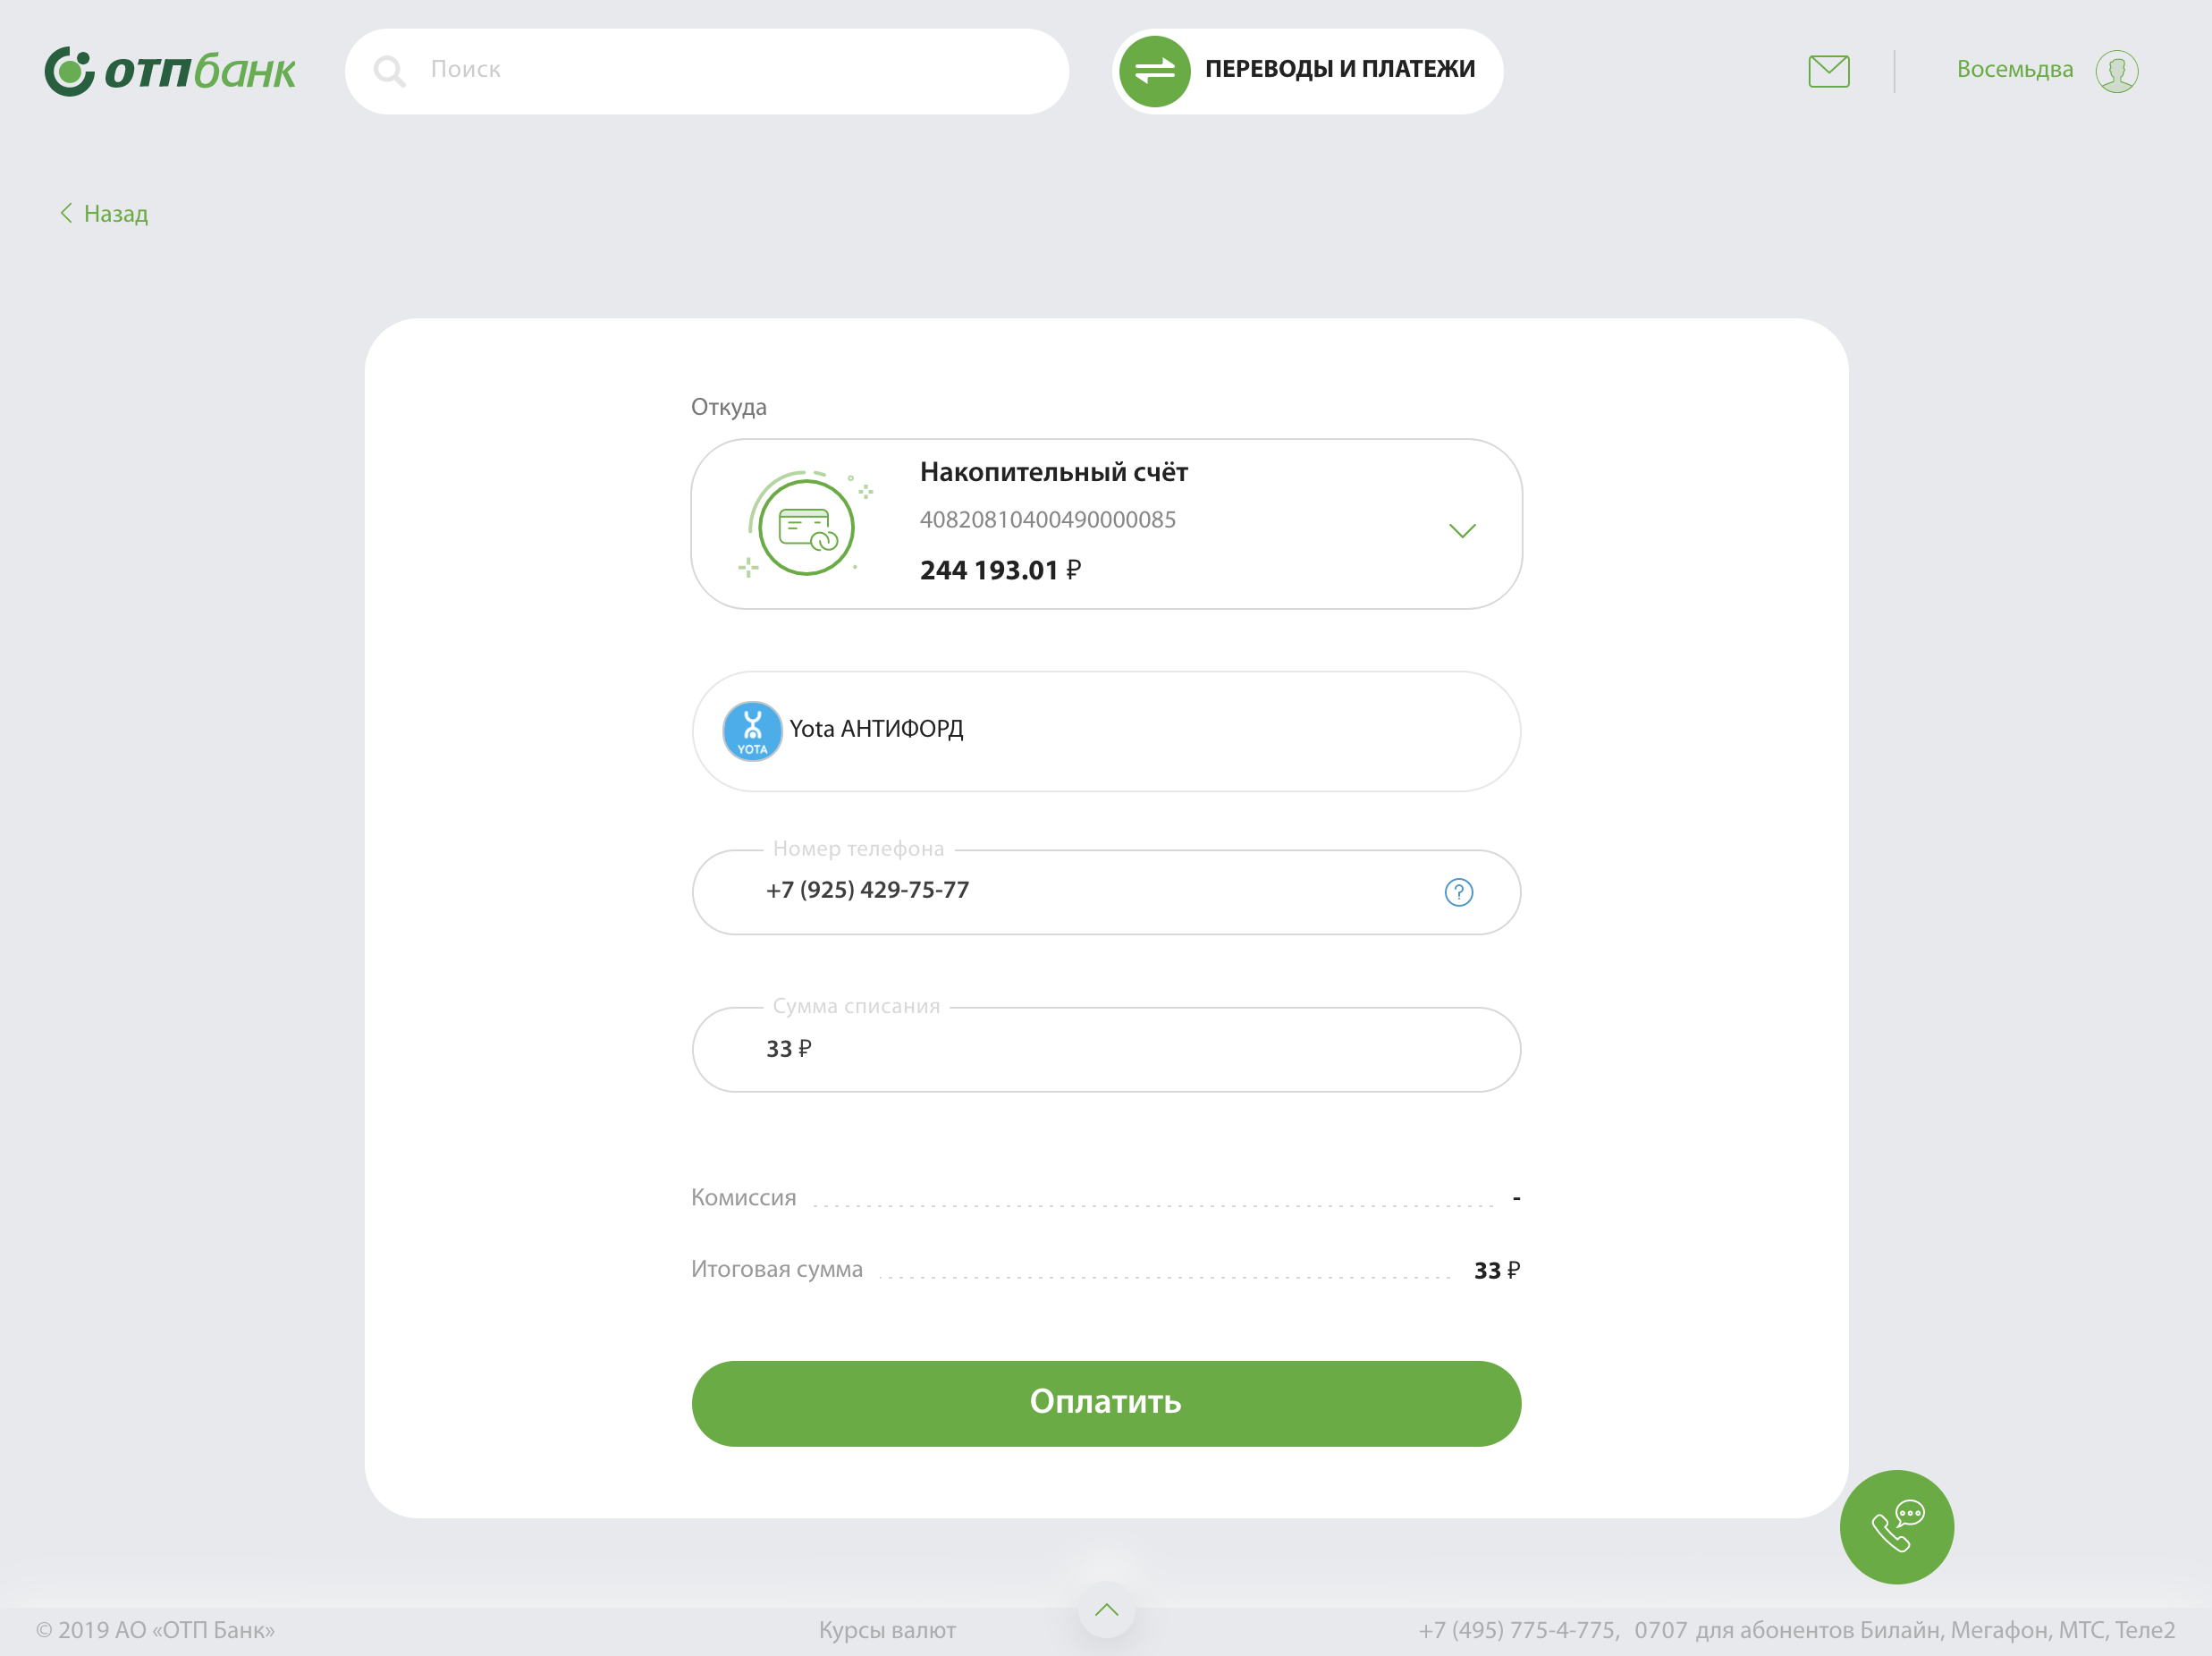 отпбанк
Поиск
ПЕРЕВОДЫ И ПЛАТЕЖИ
Восемьдва
Назад
Откуда
Накопительный счёт
40820810400490000085
244 193.01 ₽
YOTA
Yota АНТИФОРД
Номер телефона
+7 (925) 429-75-77
?
Сумма списания
33 ₽
Комиссия -
Итоговая сумма 33 ₽
Оплатить
© 2019 АО «ОТП Банк»
Курсы валют
+7 (495) 775-4-775, 0707 для абонентов Билайн, Мегафон, МТС, Теле2